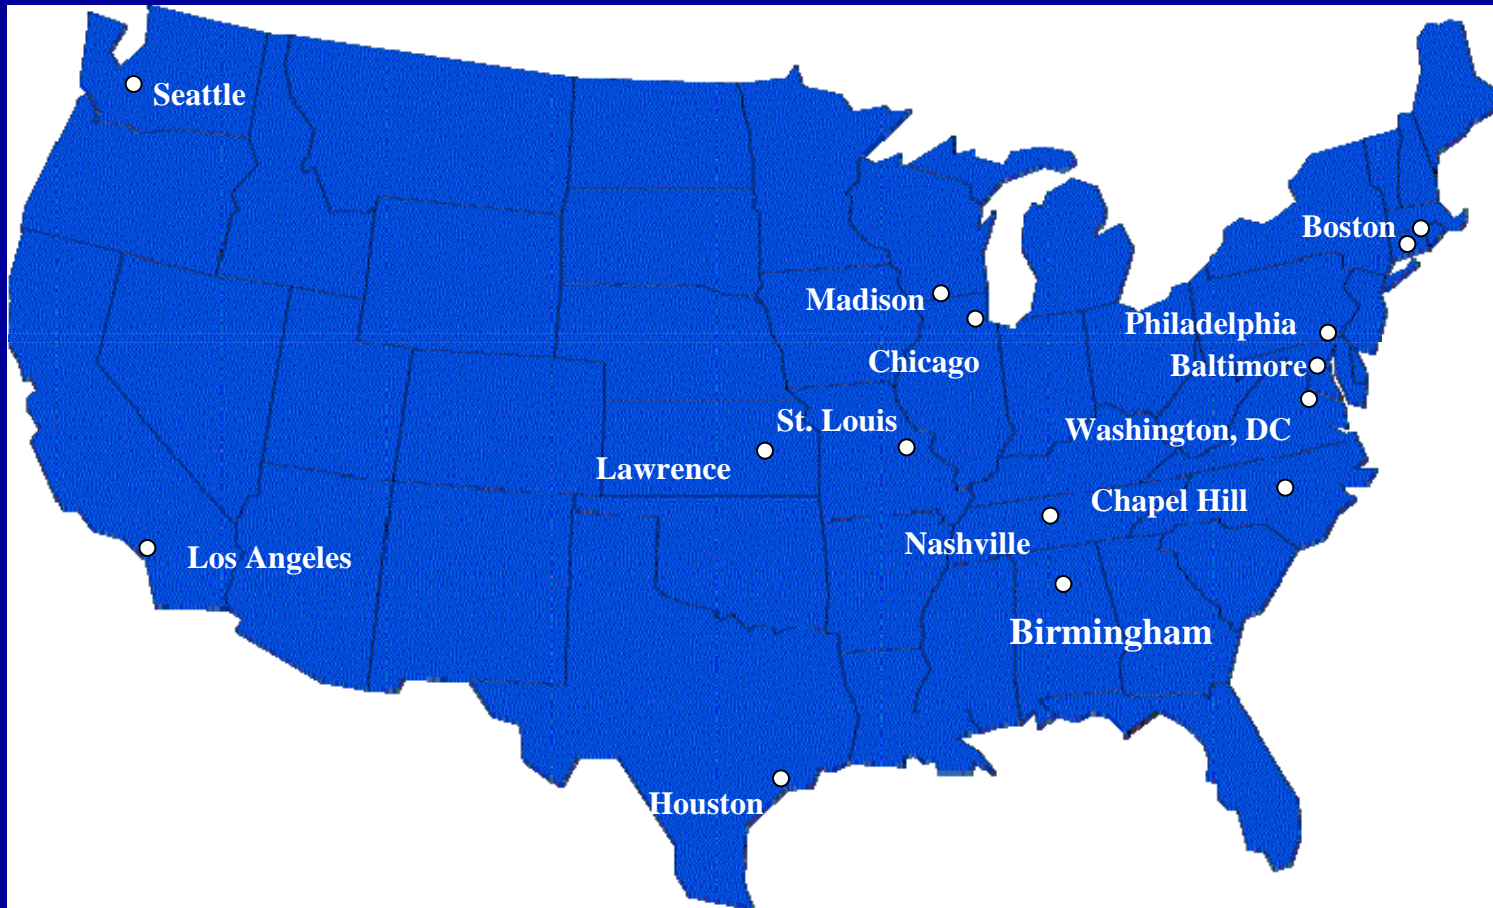 Seattle
Boston
Madison
Philadelphia
Chicago
Baltimore
St. Louis
Washington, DC
Lawrence
Chapel Hill
Nashville
Los Angeles
Birmingham
Houston